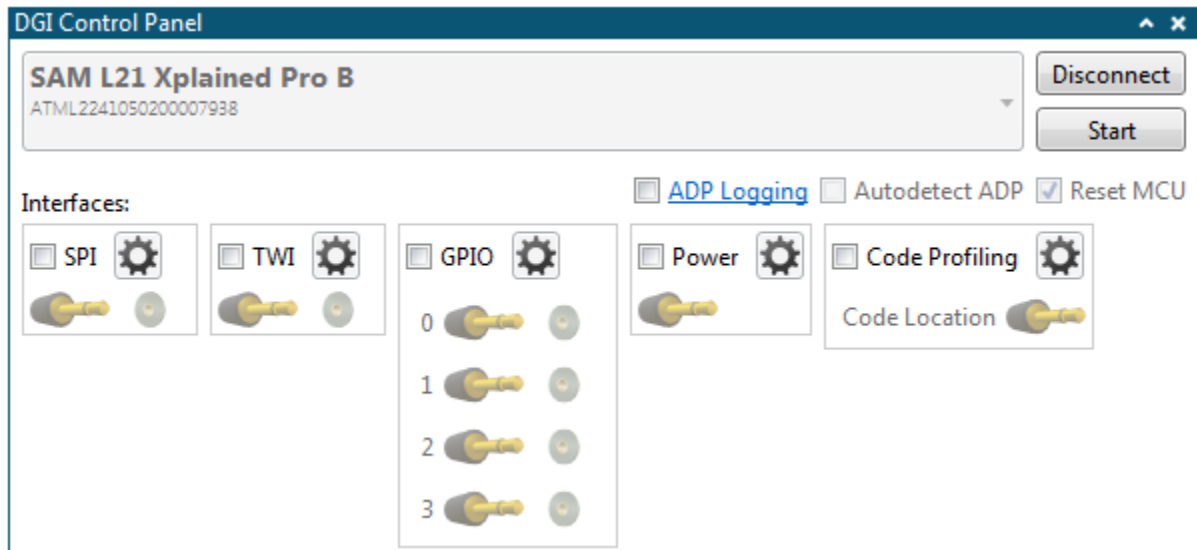 DGI Control Panel
SAM L21 Xplained Pro B
ATML2241050200007938
Disconnect
Start
ADP Logging Autodetect ADP Reset MCU
Interfaces:
SPI TWI GPIO Power Code Profiling
0 Code Location
1
2
3